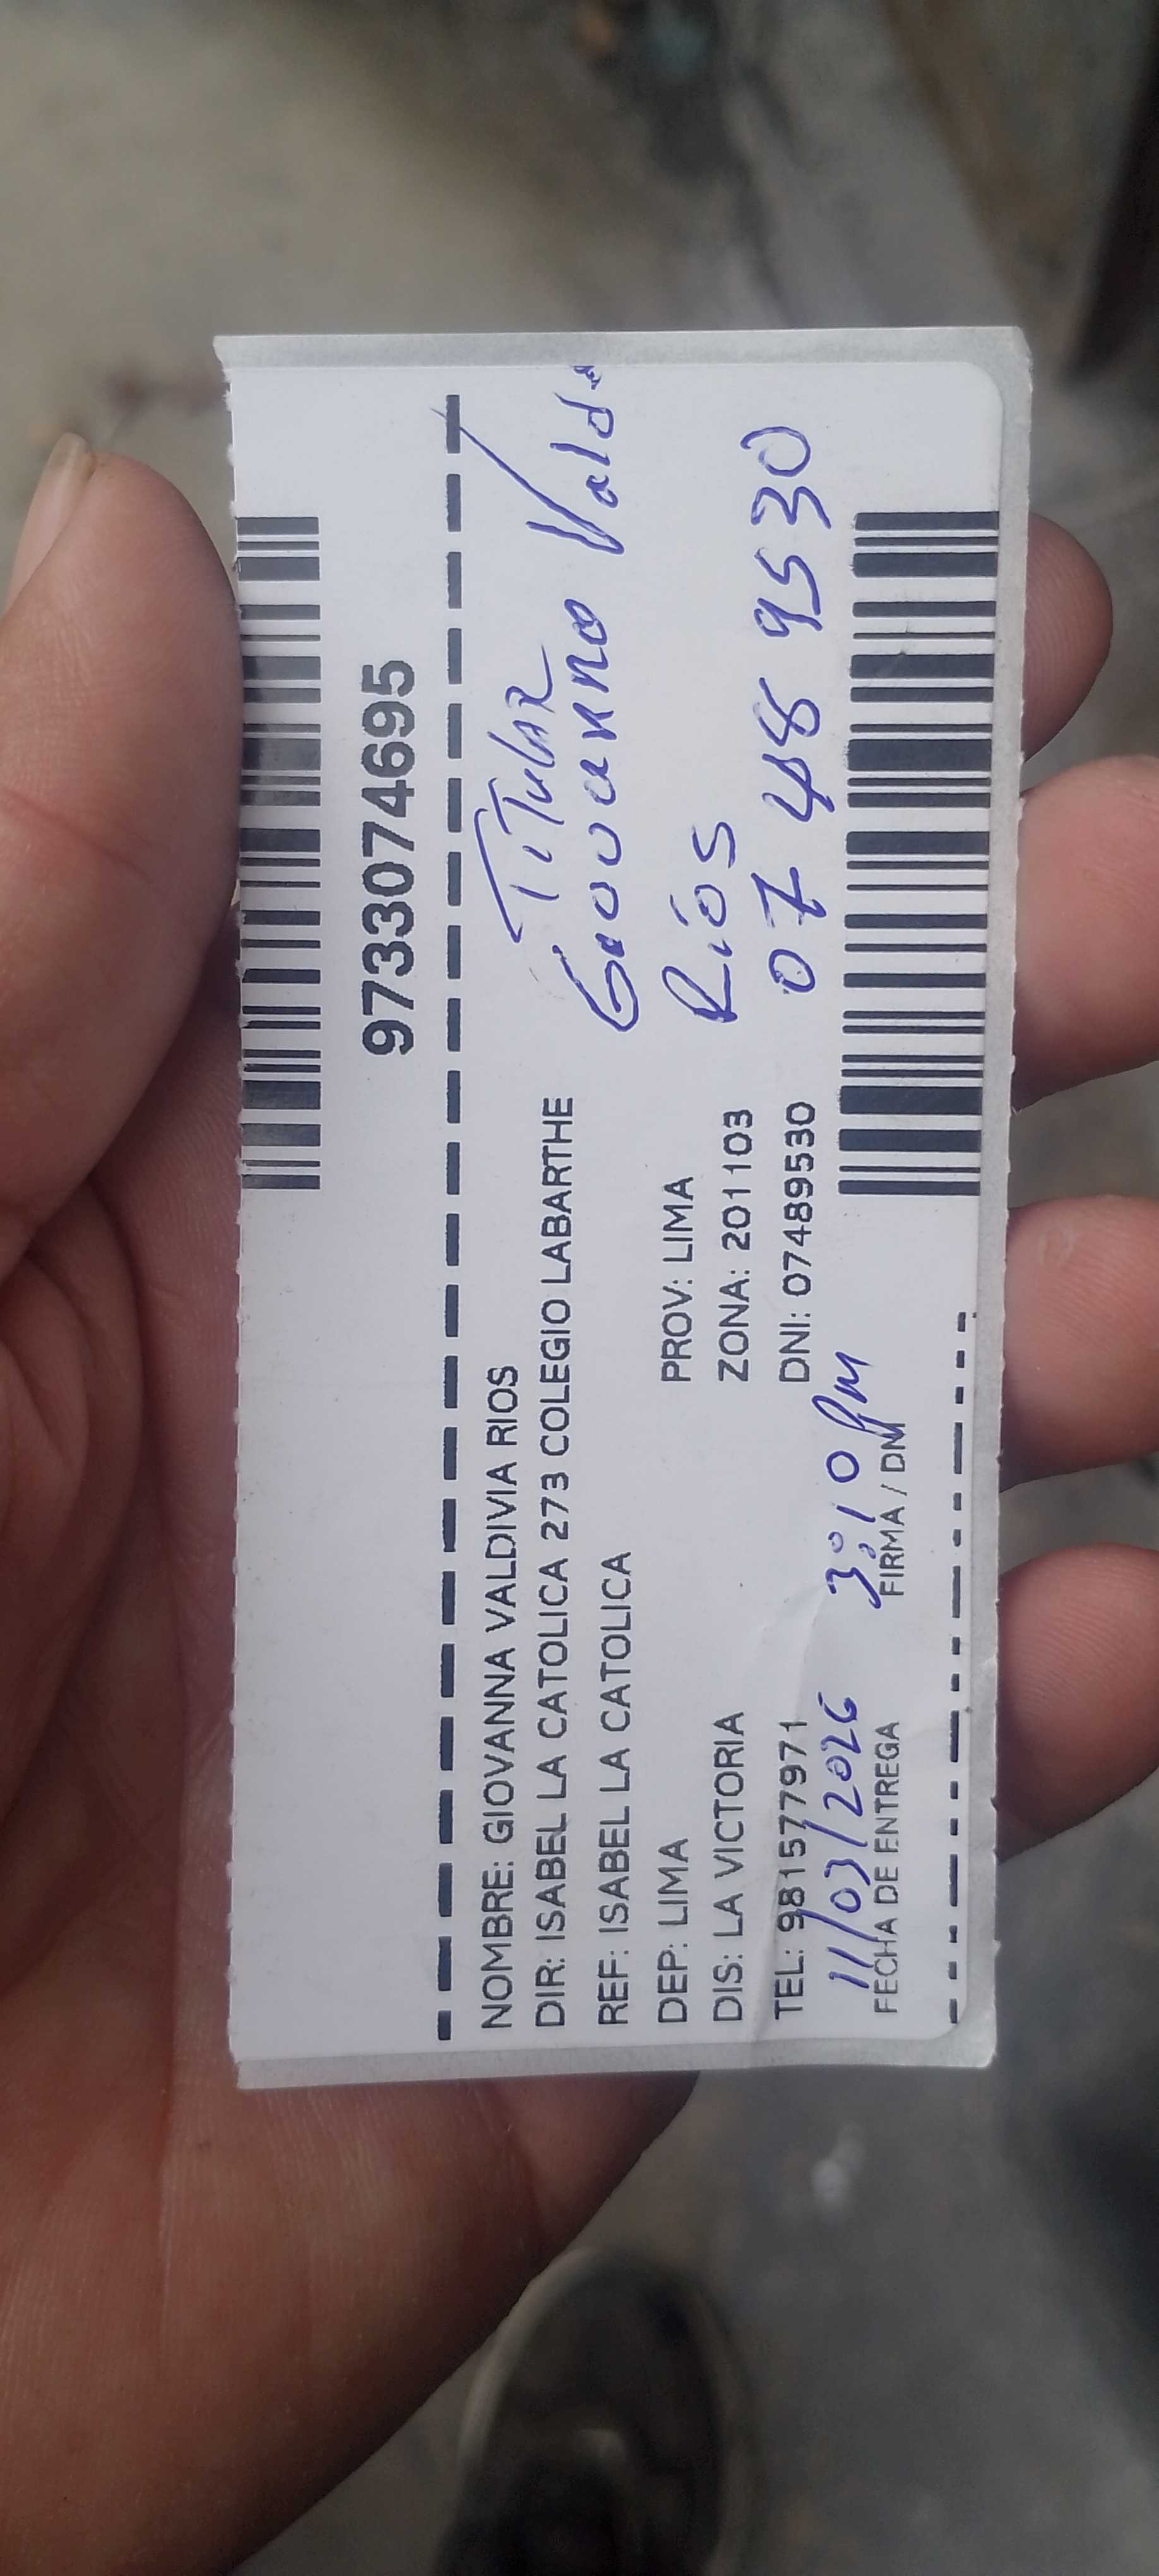 9733074695
Titular
NOMBRE: GIOVANNA VALDIVIA RIOS
DIR: ISABEL LA CATOLICA 273 COLEGIO LABARTHE
Giovanna
REF: ISABEL LA CATOLICA
DEP: LIMA PROV: LIMA
Ríos
DIS: LA VICTORIA ZONA: 201103
TEL: 981577971 DNI: 07489530
07489530
11/03/2026 3:10 pm
FECHA DE ENTREGA FIRMA / DNI